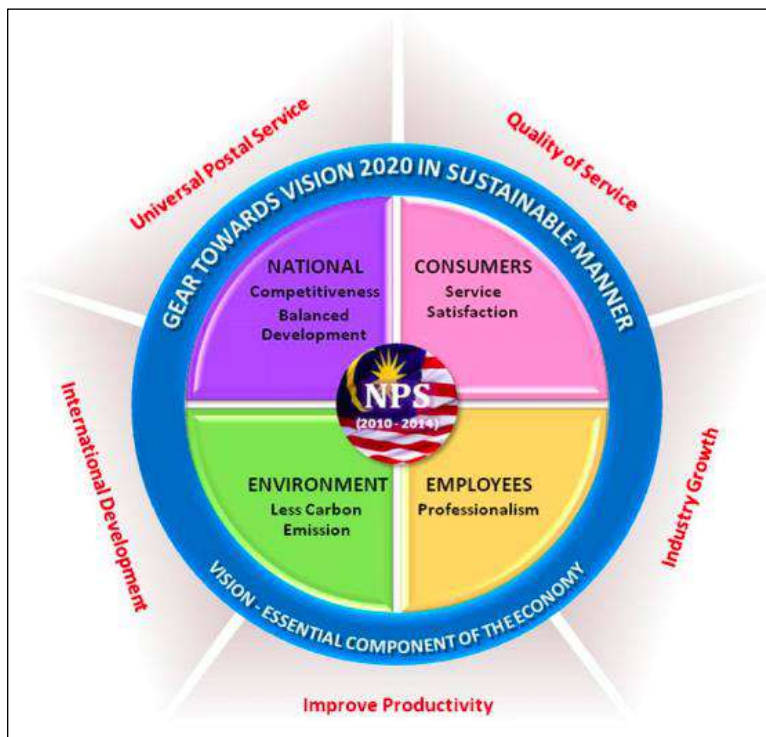 Universal Postal Service
Quality of Service
GEAR TOWARDS VISION 2020 IN SUSTAINABLE MANNER
NATIONAL
Competitiveness
Balanced
Development
CONSUMERS
Service
Satisfaction
NPS
(2010 - 2014)
ENVIRONMENT
Less Carbon
Emission
EMPLOYEES
Professionalism
International Development
Industry Growth
VISION - ESSENTIAL COMPONENT OF THE ECONOMY
Improve Productivity